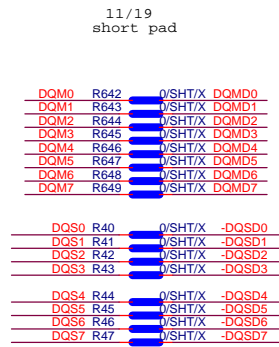 11/19
short pad
DQM0 R642 0/SHT/X DQMD0
DQM1 R643 0/SHT/X DQMD1
DQM2 R644 0/SHT/X DQMD2
DQM3 R645 0/SHT/X DQMD3
DQM4 R646 0/SHT/X DQMD4
DQM5 R647 0/SHT/X DQMD5
DQM6 R648 0/SHT/X DQMD6
DQM7 R649 0/SHT/X DQMD7
DQS0 R40 0/SHT/X -DQSD0
DQS1 R41 0/SHT/X -DQSD1
DQS2 R42 0/SHT/X -DQSD2
DQS3 R43 0/SHT/X -DQSD3
DQS4 R44 0/SHT/X -DQSD4
DQS5 R45 0/SHT/X -DQSD5
DQS6 R46 0/SHT/X -DQSD6
DQS7 R47 0/SHT/X -DQSD7